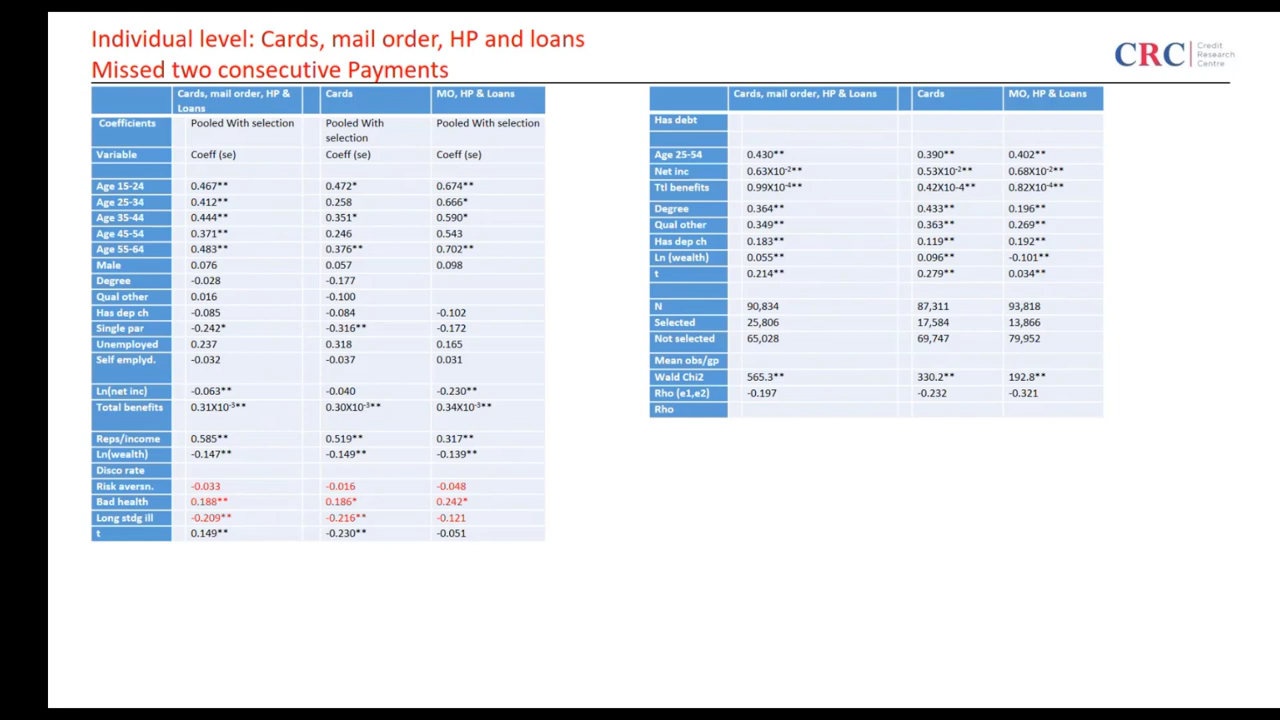 Individual level: Cards, mail order, HP and loans
Missed two consecutive Payments
CRC Credit Research Centre
Cards, mail order, HP & Loans Cards MO, HP & Loans
Coefficients Pooled With selection Pooled With selection Pooled With selection
Variable Coeff (se) Coeff (se) Coeff (se)
Age 15-24 0.467** 0.472* 0.674**
Age 25-34 0.412** 0.258 0.666*
Age 35-44 0.444** 0.351* 0.590*
Age 45-54 0.371** 0.246 0.543
Age 55-64 0.483** 0.376** 0.702**
Male 0.076 0.057 0.098
Degree -0.028 -0.177
Qual other 0.016 -0.100
Has dep ch -0.085 -0.084 -0.102
Single par -0.242* -0.316** -0.172
Unemployed 0.237 0.318 0.165
Self emplyd. -0.032 -0.037 0.031
Ln(net inc) -0.063** -0.040 -0.230**
Total benefits 0.31X10-3** 0.30X10-3** 0.34X10-3**
Reps/income 0.585** 0.519** 0.317**
Ln(wealth) -0.147** -0.149** -0.139**
Disco rate
Risk aversn. -0.033 -0.016 -0.048
Bad health 0.188** 0.186* 0.242*
Long stdg ill -0.209** -0.216** -0.121
t 0.149** -0.230** -0.051
Cards, mail order, HP & Loans Cards MO, HP & Loans
Has debt
Age 25-54 0.430** 0.390** 0.402**
Net inc 0.63X10-2** 0.53X10-2** 0.68X10-2**
Ttl benefits 0.99X10-4** 0.42X10-4** 0.82X10-4**
Degree 0.364** 0.433** 0.196**
Qual other 0.349** 0.363** 0.269**
Has dep ch 0.183** 0.119** 0.192**
Ln (wealth) 0.055** 0.096** -0.101**
t 0.214** 0.279** 0.034**
N 90,834 87,311 93,818
Selected 25,806 17,584 13,866
Not selected 65,028 69,747 79,952
Mean obs/gp
Wald Chi2 565.3** 330.2** 192.8**
Rho (e1,e2) -0.197 -0.232 -0.321
Rho